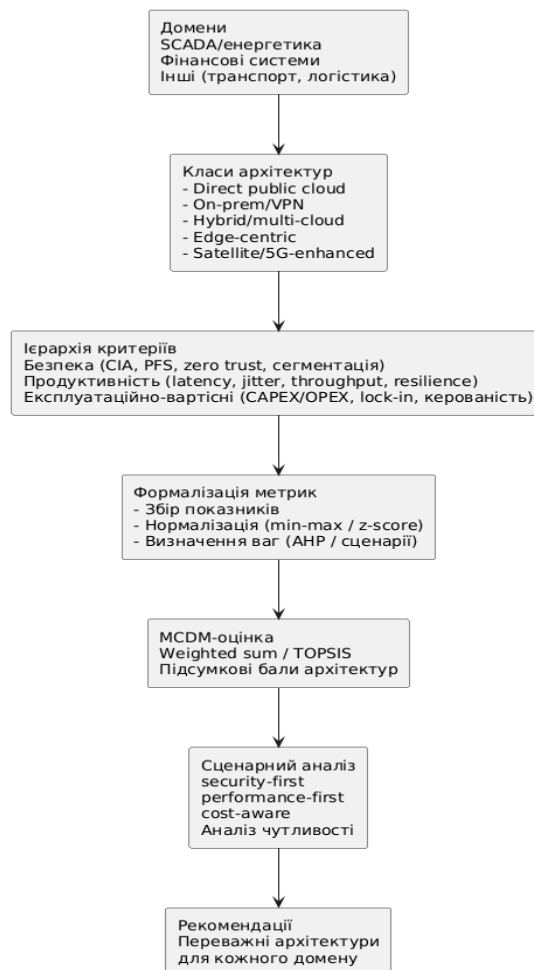 Домени
SCADA/енергетика
Фінансові системи
Інші (транспорт, логістика)
Класи архітектур
- Direct public cloud
- On-prem/VPN
- Hybrid/multi-cloud
- Edge-centric
- Satellite/5G-enhanced
Ієрархія критеріїв
Безпека (CIA, PFS, zero trust, сегментація)
Продуктивність (latency, jitter, throughput, resilience)
Експлуатаційно-вартісні (CAPEX/OPEX, lock-in, керованість)
Формалізація метрик
- Збір показників
- Нормалізація (min-max / z-score)
- Визначення ваг (AHP / сценарії)
MCDM-оцінка
Weighted sum / TOPSIS
Підсумкові бали архітектур
Сценарний аналіз
security-first
performance-first
cost-aware
Аналіз чутливості
Рекомендації
Переважні архітектури
для кожного домену